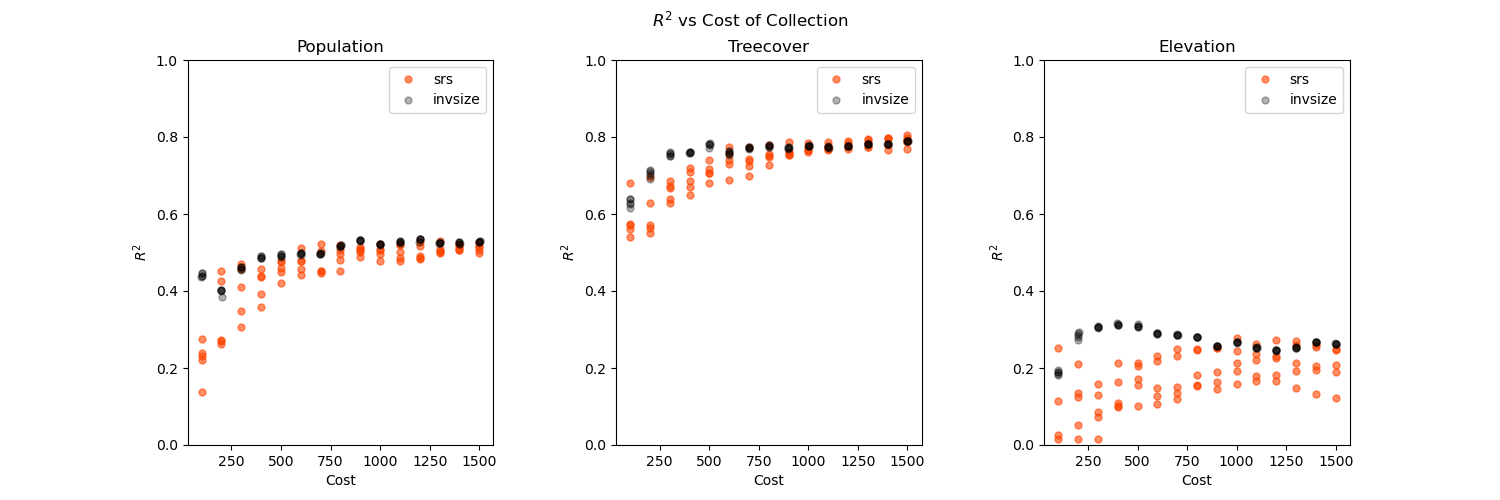 R² vs Cost of Collection
Population
1.0
0.8
0.6
0.4
0.2
0.0
R²
srs
invsize
250 500 750 1000 1250 1500
Cost
Treecover
1.0
0.8
0.6
0.4
0.2
0.0
R²
srs
invsize
250 500 750 1000 1250 1500
Cost
Elevation
1.0
0.8
0.6
0.4
0.2
0.0
R²
srs
invsize
250 500 750 1000 1250 1500
Cost